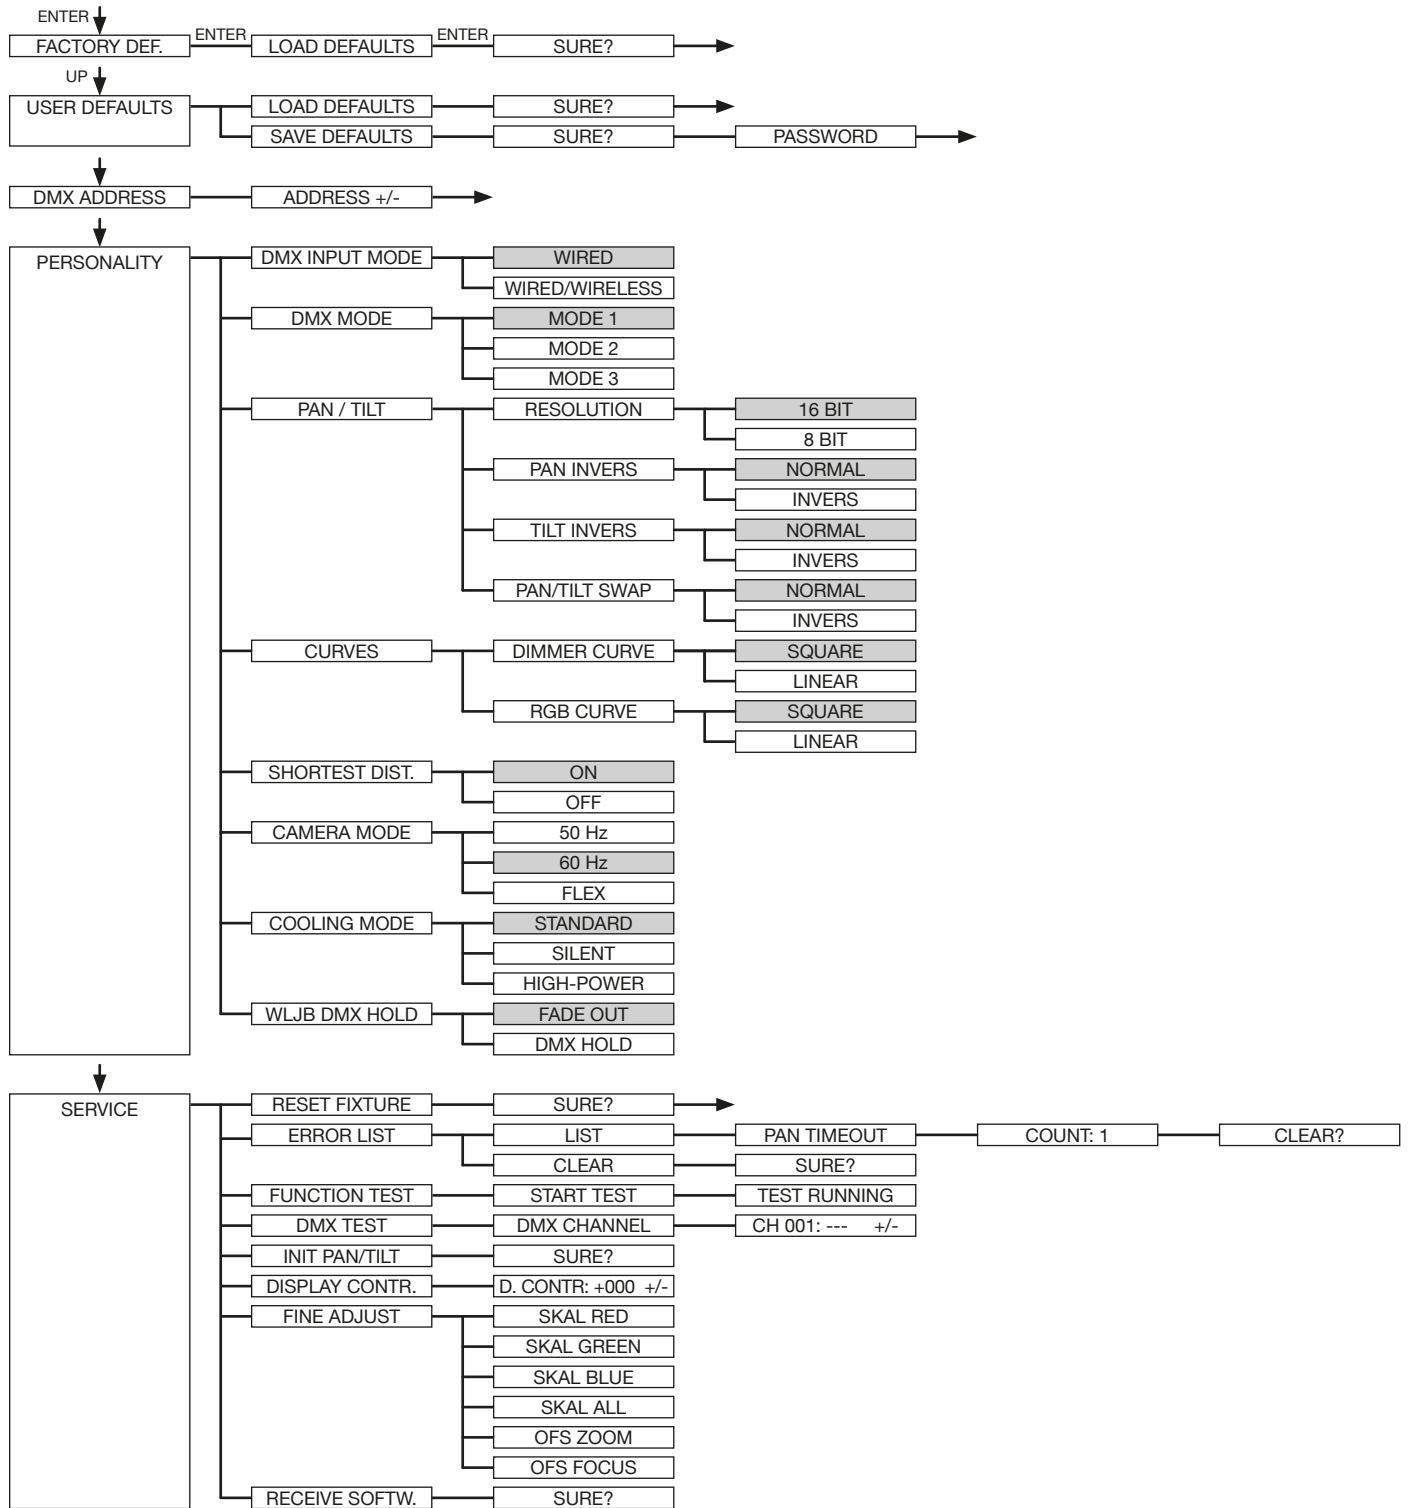 ENTER
FACTORY DEF. ENTER LOAD DEFAULTS ENTER SURE?
UP
USER DEFAULTS LOAD DEFAULTS SURE?
SAVE DEFAULTS SURE? PASSWORD
DMX ADDRESS ADDRESS +/-
PERSONALITY DMX INPUT MODE WIRED
WIRED/WIRELESS
DMX MODE MODE 1
MODE 2
MODE 3
PAN / TILT RESOLUTION 16 BIT
8 BIT
PAN INVERS NORMAL
INVERS
TILT INVERS NORMAL
INVERS
PAN/TILT SWAP NORMAL
INVERS
CURVES DIMMER CURVE SQUARE
LINEAR
RGB CURVE SQUARE
LINEAR
SHORTEST DIST. ON
OFF
CAMERA MODE 50 Hz
60 Hz
FLEX
COOLING MODE STANDARD
SILENT
HIGH-POWER
WLJB DMX HOLD FADE OUT
DMX HOLD
SERVICE RESET FIXTURE SURE?
ERROR LIST LIST PAN TIMEOUT COUNT: 1 CLEAR?
CLEAR SURE?
FUNCTION TEST START TEST TEST RUNNING
DMX TEST DMX CHANNEL CH 001: --- +/-
INIT PAN/TILT SURE?
DISPLAY CONTR. D. CONTR: +000 +/-
FINE ADJUST SKAL RED
SKAL GREEN
SKAL BLUE
SKAL ALL
OFS ZOOM
OFS FOCUS
RECEIVE SOFTW. SURE?